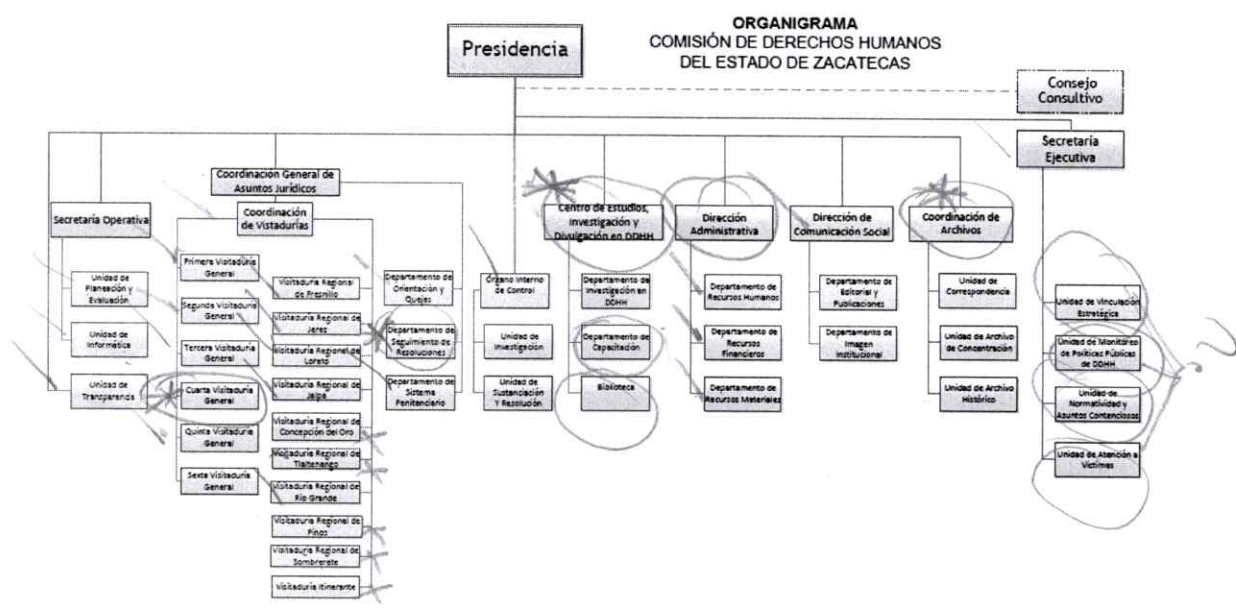 ORGANIGRAMA
COMISIÓN DE DERECHOS HUMANOS
DEL ESTADO DE ZACATECAS
Presidencia
Consejo
Consultivo
Secretaría
Ejecutiva
Coordinación General de
Asuntos Jurídicos
Secretaría Operativa
Coordinación
de Vistadurías
Centro de Estudios,
Investigación y
Divulgación en DDHH
Dirección
Administrativa
Dirección de
Comunicación Social
Coordinación de
Archivos
Unidad de
Planeación y
Evaluación
Unidad de
Informática
Unidad de
Transparencia
Primera Visitaduría
General
Segunda Visitaduría
General
Tercera Visitaduría
General
Cuarta Visitaduría
General
Quinta Visitaduría
General
Sexta Visitaduría
General
Visitaduría Regional
de Fresnillo
Visitaduría Regional de
Jerez
Visitaduría Regional de
Loreto
Visitaduría Regional de
Jalpa
Visitaduría Regional de
Concepción del Oro
Visitaduría Regional de
Tlaltenango
Visitaduría Regional de
Río Grande
Visitaduría Regional de
Pinos
Visitaduría Regional de
Sombrerete
Visitaduría Itinerante
Departamento de
Orientación y
Quejas
Departamento de
Seguimiento de
Resoluciones
Departamento de
Sistema
Penitenciario
Órgano Interno
de Control
Unidad de
Investigación
Unidad de
Sustanciación
Y Resolución
Departamento de
Investigación en
DDHH
Departamento de
Capacitación
Biblioteca
Departamento de
Recursos Humanos
Departamento de
Recursos
Financieros
Departamento de
Recursos Materiales
Departamento de
Editorial y
Publicaciones
Departamento de
Imagen
Institucional
Unidad de
Correspondencia
Unidad de Archivo
de Concentración
Unidad de Archivo
Histórico
Unidad de Vinculación
Estratégica
Unidad de Monitoreo
de Políticas Públicas
de DDHH
Unidad de
Normatividad y
Asuntos Contenciosos
Unidad de Atención a
Víctimas
?